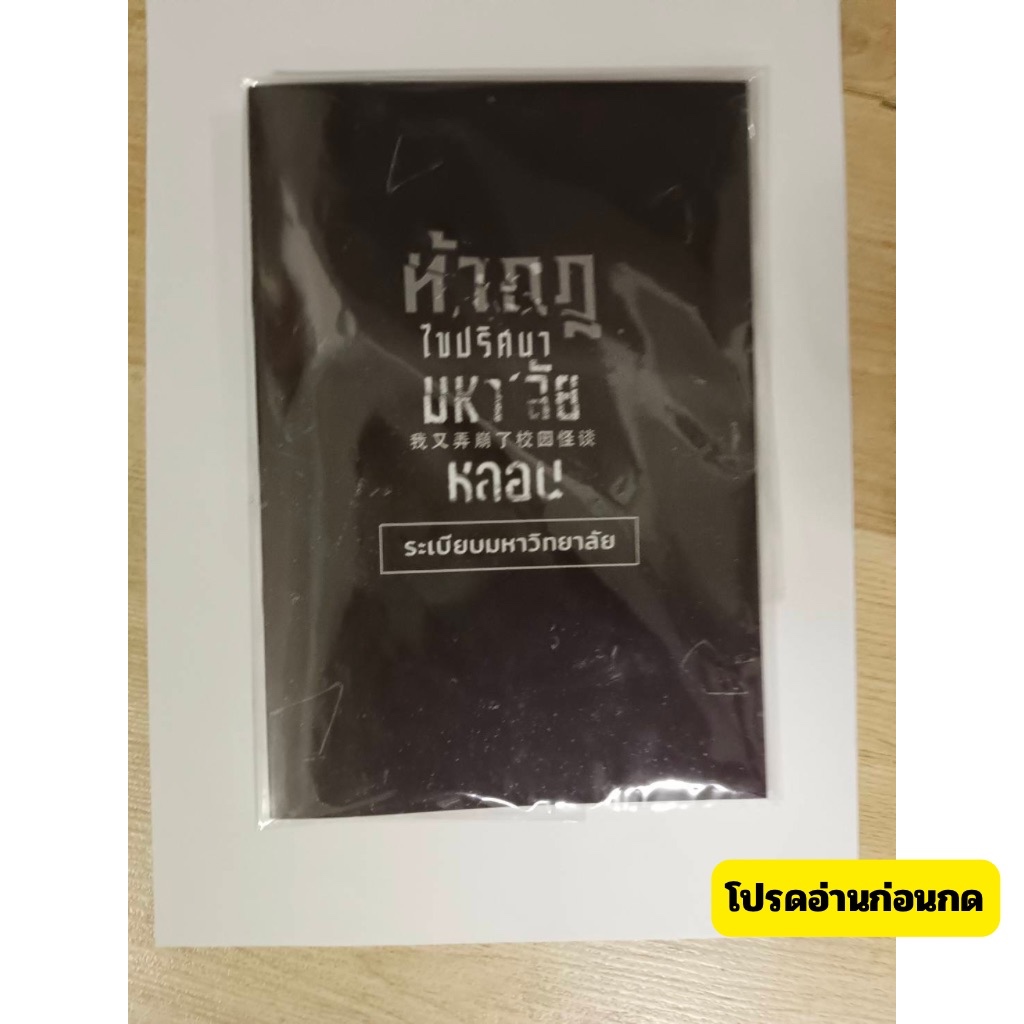 ท้ากฎ
ไขปริศนา
มหา'ลัย
我又弄崩了校园怪谈
หลอน
ระเบียบมหาวิทยาลัย
โปรดอ่านก่อนกด